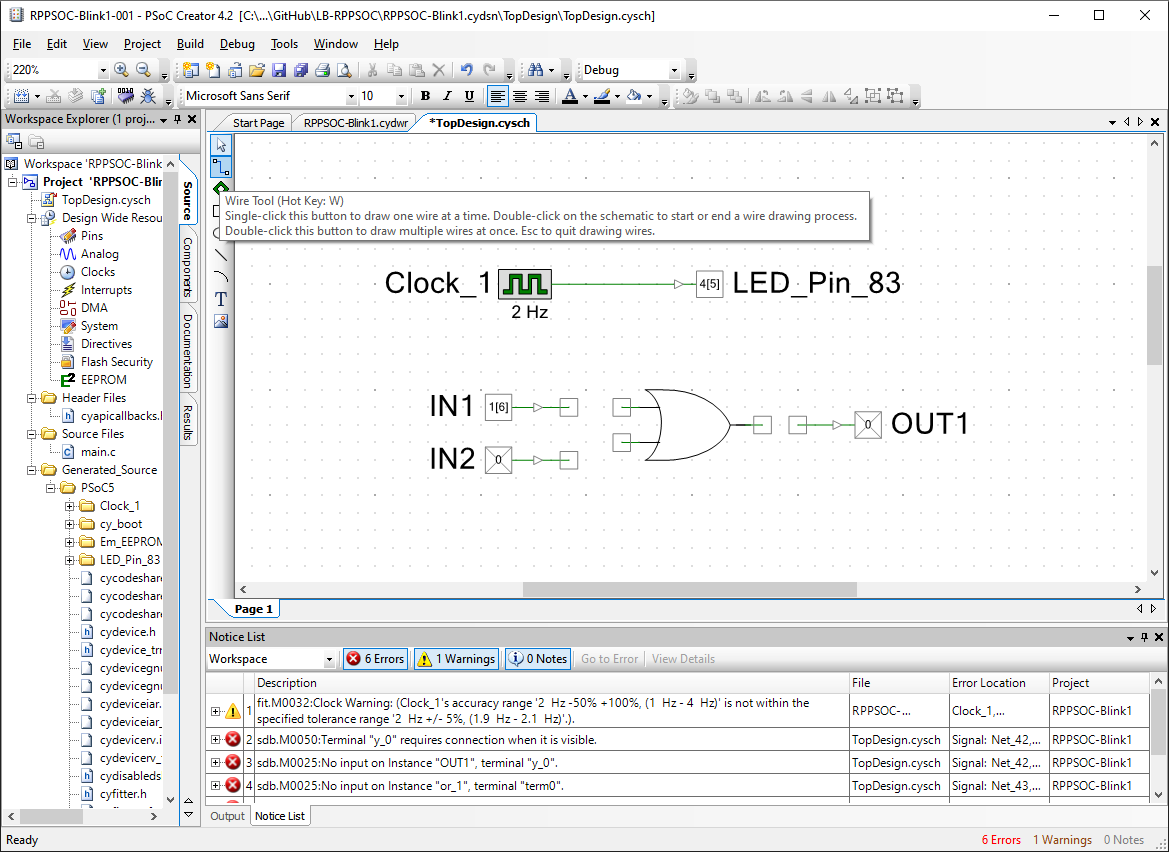 RPPSOC-Blink1-001 - PSoC Creator 4.2 [C:\...\GitHub\LB-RPPSOC\RPPSOC-Blink1.cydsn\TopDesign\TopDesign.cysch]
File Edit View Project Build Debug Tools Window Help
220% Debug
Microsoft Sans Serif 10 B I U A
Workspace Explorer (1 proj...
Start Page RPPSOC-Blink1.cydwr *TopDesign.cysch
Workspace 'RPPSOC-Blink
Project 'RPPSOC-Blin
TopDesign.cysch
Design Wide Resou
Pins
Analog
Clocks
Interrupts
DMA
System
Directives
Flash Security
EEPROM
Header Files
cyapicallbacks.h
Source Files
main.c
Generated_Source
PSoC5
Clock_1
cy_boot
Em_EEPROM
LED_Pin_83
cycodeshare
cycodeshare
cycodeshare
cydevice.h
cydevice_trm
cydevicegnu
cydevicegnu
cydeviceiar.
cydeviceiar_
cydevicerv.i
cydevicerv_
cydisableds
cyfitter.h
Source
Components
Documentation
Results
T
Wire Tool (Hot Key: W)
Single-click this button to draw one wire at a time. Double-click on the schematic to start or end a wire drawing process.
Double-click this button to draw multiple wires at once. Esc to quit drawing wires.
Clock_1 4[5] LED_Pin_83
2 Hz
IN1 1[6]
0 OUT1
IN2 0
Page 1
Notice List
Workspace 6 Errors 1 Warnings 0 Notes Go to Error View Details
Description File Error Location Project
1 fit.M0032:Clock Warning: (Clock_1's accuracy range '2 Hz -50% +100%, (1 Hz - 4 Hz)' is not within the
specified tolerance range '2 Hz +/- 5%, (1.9 Hz - 2.1 Hz)'.). RPPSOC-... Clock_1,... RPPSOC-Blink1
2 sdb.M0050:Terminal "y_0" requires connection when it is visible. TopDesign.cysch Signal: Net_42,... RPPSOC-Blink1
3 sdb.M0025:No input on Instance "OUT1", terminal "y_0". TopDesign.cysch Signal: Net_42,... RPPSOC-Blink1
4 sdb.M0025:No input on Instance "or_1", terminal "term0". TopDesign.cysch Signal: Net_43,... RPPSOC-Blink1
Output Notice List
Ready 6 Errors 1 Warnings 0 Notes